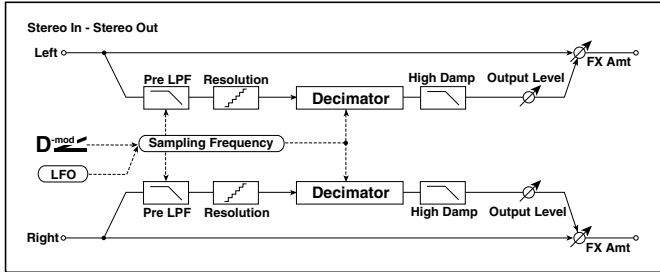 Stereo In - Stereo Out
Left
FX Amt
Pre LPF Resolution Decimator High Damp Output Level
D-mod
Sampling Frequency
LFO
Decimator
Pre LPF Resolution High Damp Output Level
Right
FX Amt